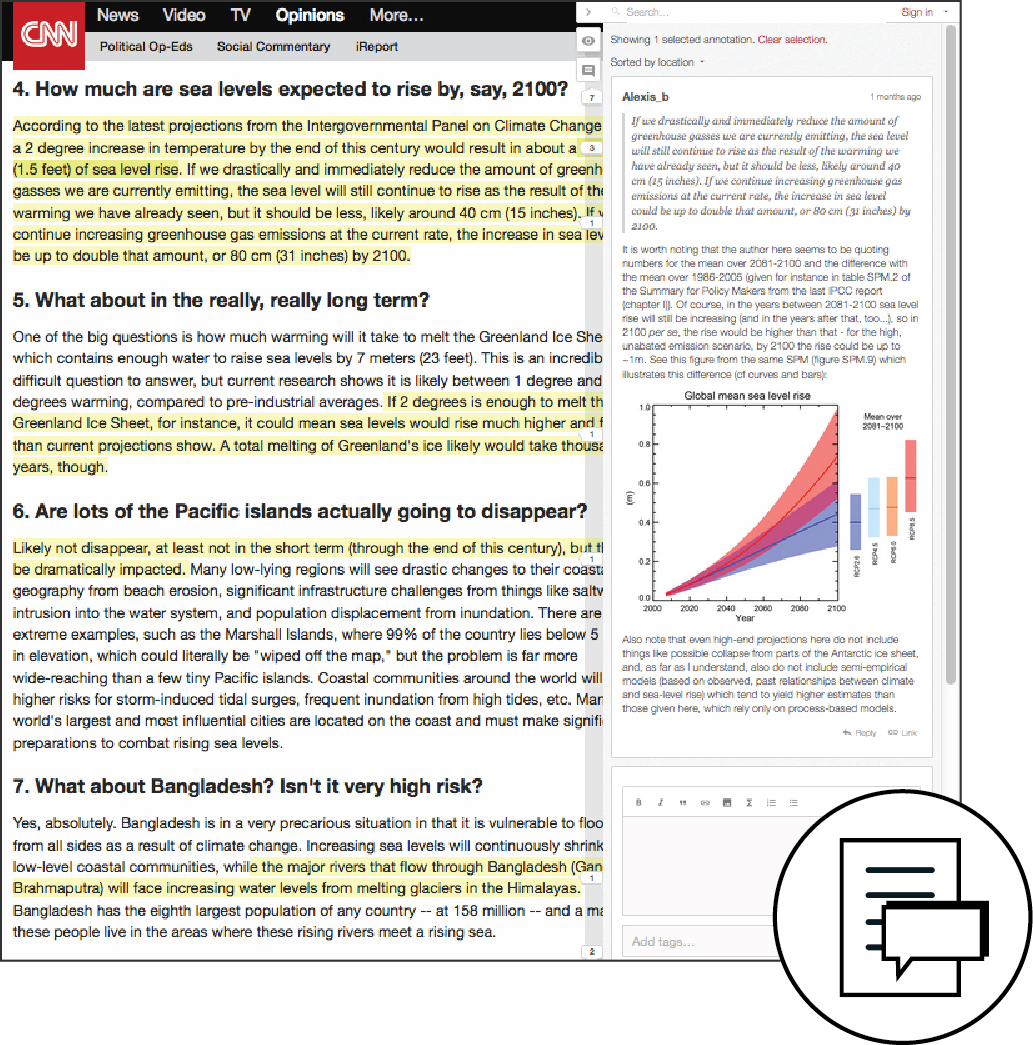 CNN
News Video TV Opinions More...
Political Op-Eds Social Commentary iReport
4. How much are sea levels expected to rise by, say, 2100?
According to the latest projections from the Intergovernmental Panel on Climate Change
a 2 degree increase in temperature by the end of this century would result in about a
(1.5 feet) of sea level rise. If we drastically and immediately reduce the amount of greenh
gasses we are currently emitting, the sea level will still continue to rise as the result of the
warming we have already seen, but it should be less, likely around 40 cm (15 inches). If
continue increasing greenhouse gas emissions at the current rate, the increase in sea lev
be up to double that amount, or 80 cm (31 inches) by 2100.
5. What about in the really, really long term?
One of the big questions is how much warming will it take to melt the Greenland Ice She
which contains enough water to raise sea levels by 7 meters (23 feet). This is an incredib
difficult question to answer, but current research shows it is likely between 1 degree and
degrees warming, compared to pre-industrial averages. If 2 degrees is enough to melt th
Greenland Ice Sheet, for instance, it could mean sea levels would rise much higher and f
than current projections show. A total melting of Greenland's ice likely would take thousa
years, though.
6. Are lots of the Pacific islands actually going to disappear?
Likely not disappear, at least not in the short term (through the end of this century), but th
be dramatically impacted. Many low-lying regions will see drastic changes to their coast
geography from beach erosion, significant infrastructure challenges from things like saltw
intrusion into the water system, and population displacement from inundation. There are
extreme examples, such as the Marshall Islands, where 99% of the country lies below 5
in elevation, which could literally be "wiped off the map," but the problem is far more
wide-reaching than a few tiny Pacific islands. Coastal communities around the world will
higher risks for storm-induced tidal surges, frequent inundation from high tides, etc. Man
world's largest and most influential cities are located on the coast and must make signifi
preparations to combat rising sea levels.
7. What about Bangladesh? Isn't it very high risk?
Yes, absolutely. Bangladesh is in a very precarious situation in that it is vulnerable to floo
from all sides as a result of climate change. Increasing sea levels will continuously shrink
low-level coastal communities, while the major rivers that flow through Bangladesh (Gan
Brahmaputra) will face increasing water levels from melting glaciers in the Himalayas.
Bangladesh has the eighth largest population of any country -- at 158 million -- and a ma
these people live in the areas where these rising rivers meet a rising sea.
7
3
1
1
1
1
2
Search... Sign in
Showing 1 selected annotation. Clear selection.
Sorted by location
Alexis_b 1 months ago
If we drastically and immediately reduce the amount of
greenhouse gasses we are currently emitting, the sea level
will still continue to rise as the result of the warming we
have already seen, but it should be less, likely around 40
cm (15 inches). If we continue increasing greenhouse gas
emissions at the current rate, the increase in sea level
could be up to double that amount, or 80 cm (31 inches) by
2100.
It is worth noting that the author here seems to be quoting
numbers for the mean over 2081-2100 and the difference with
the mean over 1986-2005 (given for instance in table SPM.2 of
the Summary for Policy Makers from the last IPCC report
(chapter I)). Of course, in the years between 2081-2100 sea level
rise will still be increasing (and in the years after that, too...), so in
2100 per se, the rise would be higher than that - for the high,
unabated emission scenario, by 2100 the rise could be up to
~1m. See this figure from the same SPM (figure SPM.9) which
illustrates this difference (cf curves and bars):
Global mean sea level rise
1.0
0.8
0.6
0.4
0.2
0.0
(m)
2000 2020 2040 2060 2080 2100
Year
Mean over
2081–2100
RCP2.6
RCP4.5
RCP6.0
RCP8.5
Also note that even high-end projections here do not include
things like possible collapse from parts of the Antarctic ice sheet,
and, as far as I understand, also do not include semi-empirical
models (based on observed, past relationships between climate
and sea-level rise) which tend to yield higher estimates than
those given here, which rely only on process-based models.
Reply Link
Add tags...